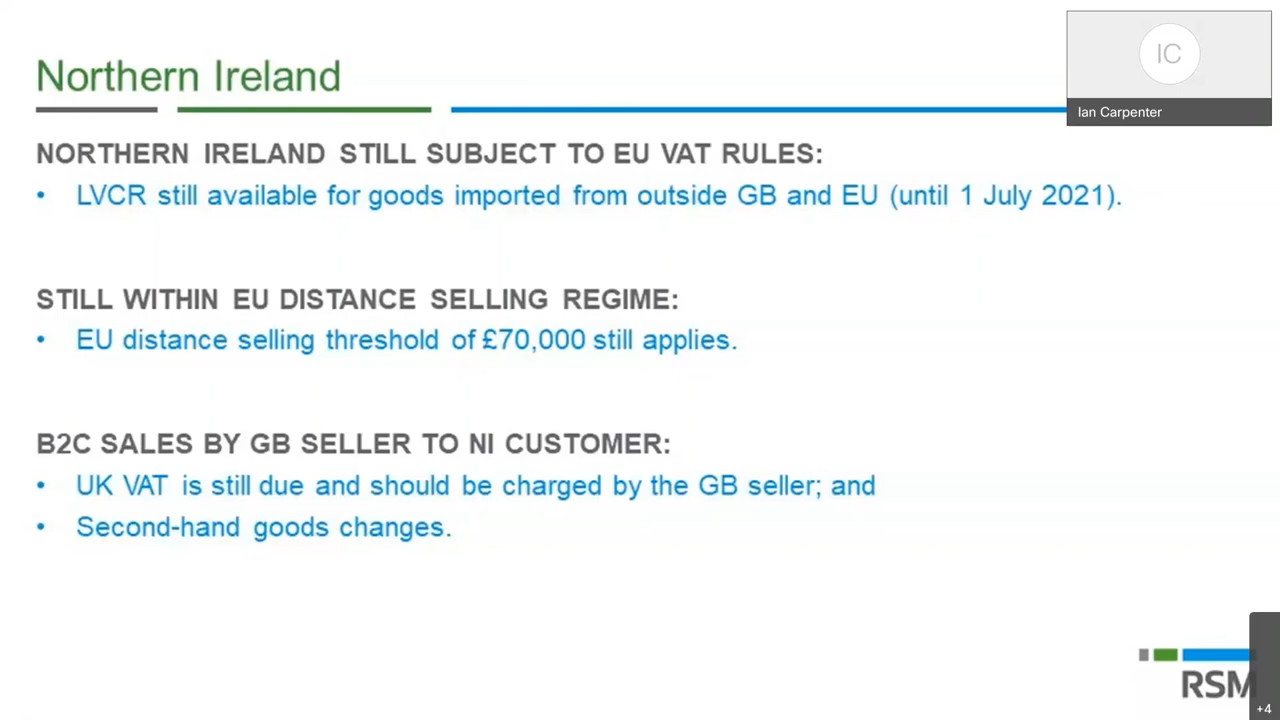 Northern Ireland
IC
Ian Carpenter
NORTHERN IRELAND STILL SUBJECT TO EU VAT RULES:
• LVCR still available for goods imported from outside GB and EU (until 1 July 2021).
STILL WITHIN EU DISTANCE SELLING REGIME:
• EU distance selling threshold of £70,000 still applies.
B2C SALES BY GB SELLER TO NI CUSTOMER:
• UK VAT is still due and should be charged by the GB seller; and
• Second-hand goods changes.
RSM
+4